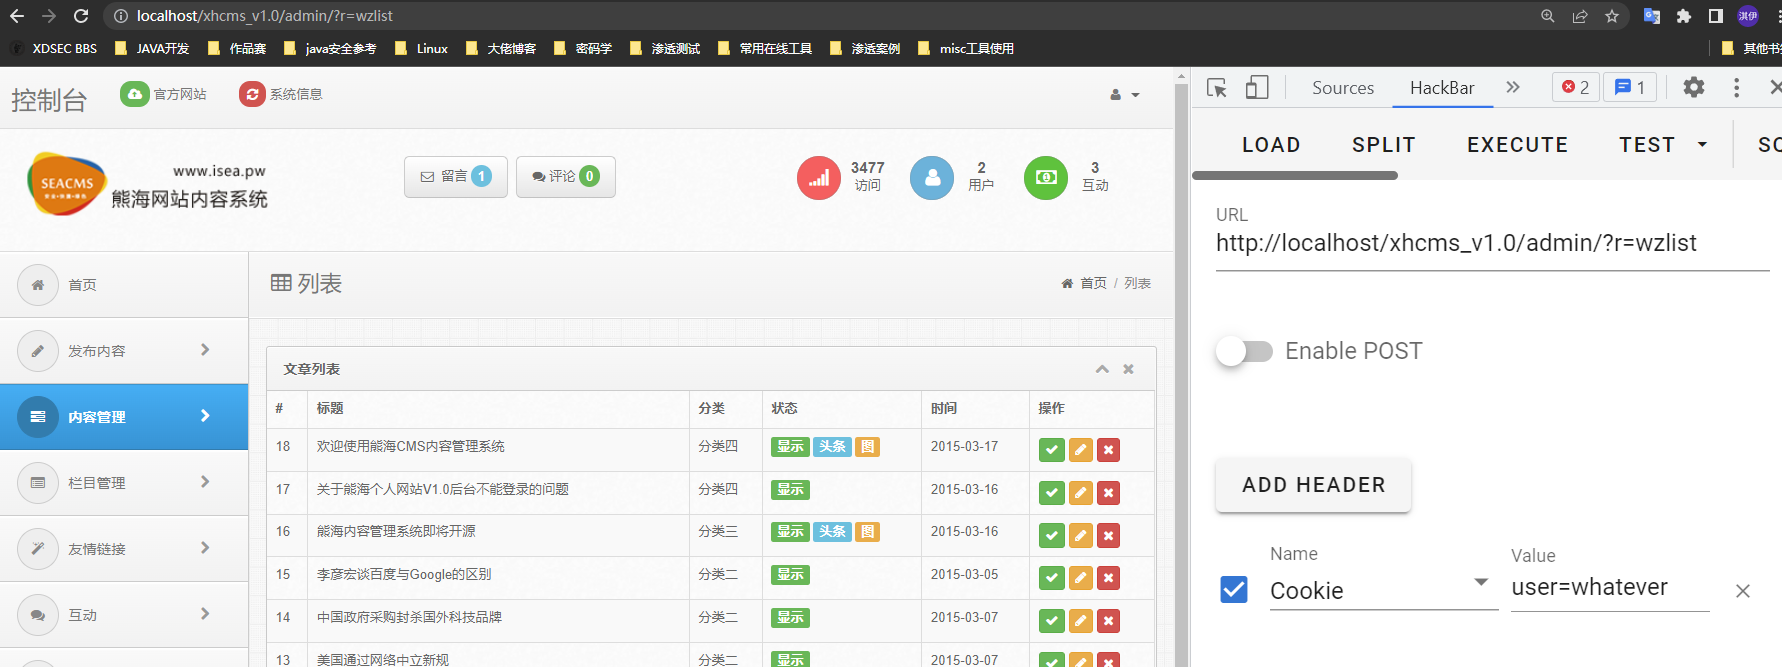 localhost/xhcms_v1.0/admin/?r=wzlist
淇伊
XDSEC BBS JAVA开发 作品赛 java安全参考 Linux 大佬博客 密码学 渗透测试 常用在线工具 渗透案例 misc工具使用 其他书签
控制台 官方网站 系统信息
SEACMS
www.isea.pw
熊海网站内容系统
留言 1 评论 0
3477 访问
2 用户
3 互动
首页
发布内容
内容管理
栏目管理
友情链接
互动
列表
首页 / 列表
文章列表
# 标题 分类 状态 时间 操作
18 欢迎使用熊海CMS内容管理系统 分类四 显示 头条 图 2015-03-17
17 关于熊海个人网站V1.0后台不能登录的问题 分类四 显示 2015-03-16
16 熊海内容管理系统即将开源 分类三 显示 头条 图 2015-03-16
15 李彦宏谈百度与Google的区别 分类二 显示 2015-03-05
14 中国政府采购封杀国外科技品牌 分类二 显示 2015-03-07
13 美国通过网络中立新规 分类二 显示 2015-03-07
Sources HackBar 2 1
LOAD SPLIT EXECUTE TEST SQ
URL
http://localhost/xhcms_v1.0/admin/?r=wzlist
Enable POST
ADD HEADER
Name
Cookie
Value
user=whatever